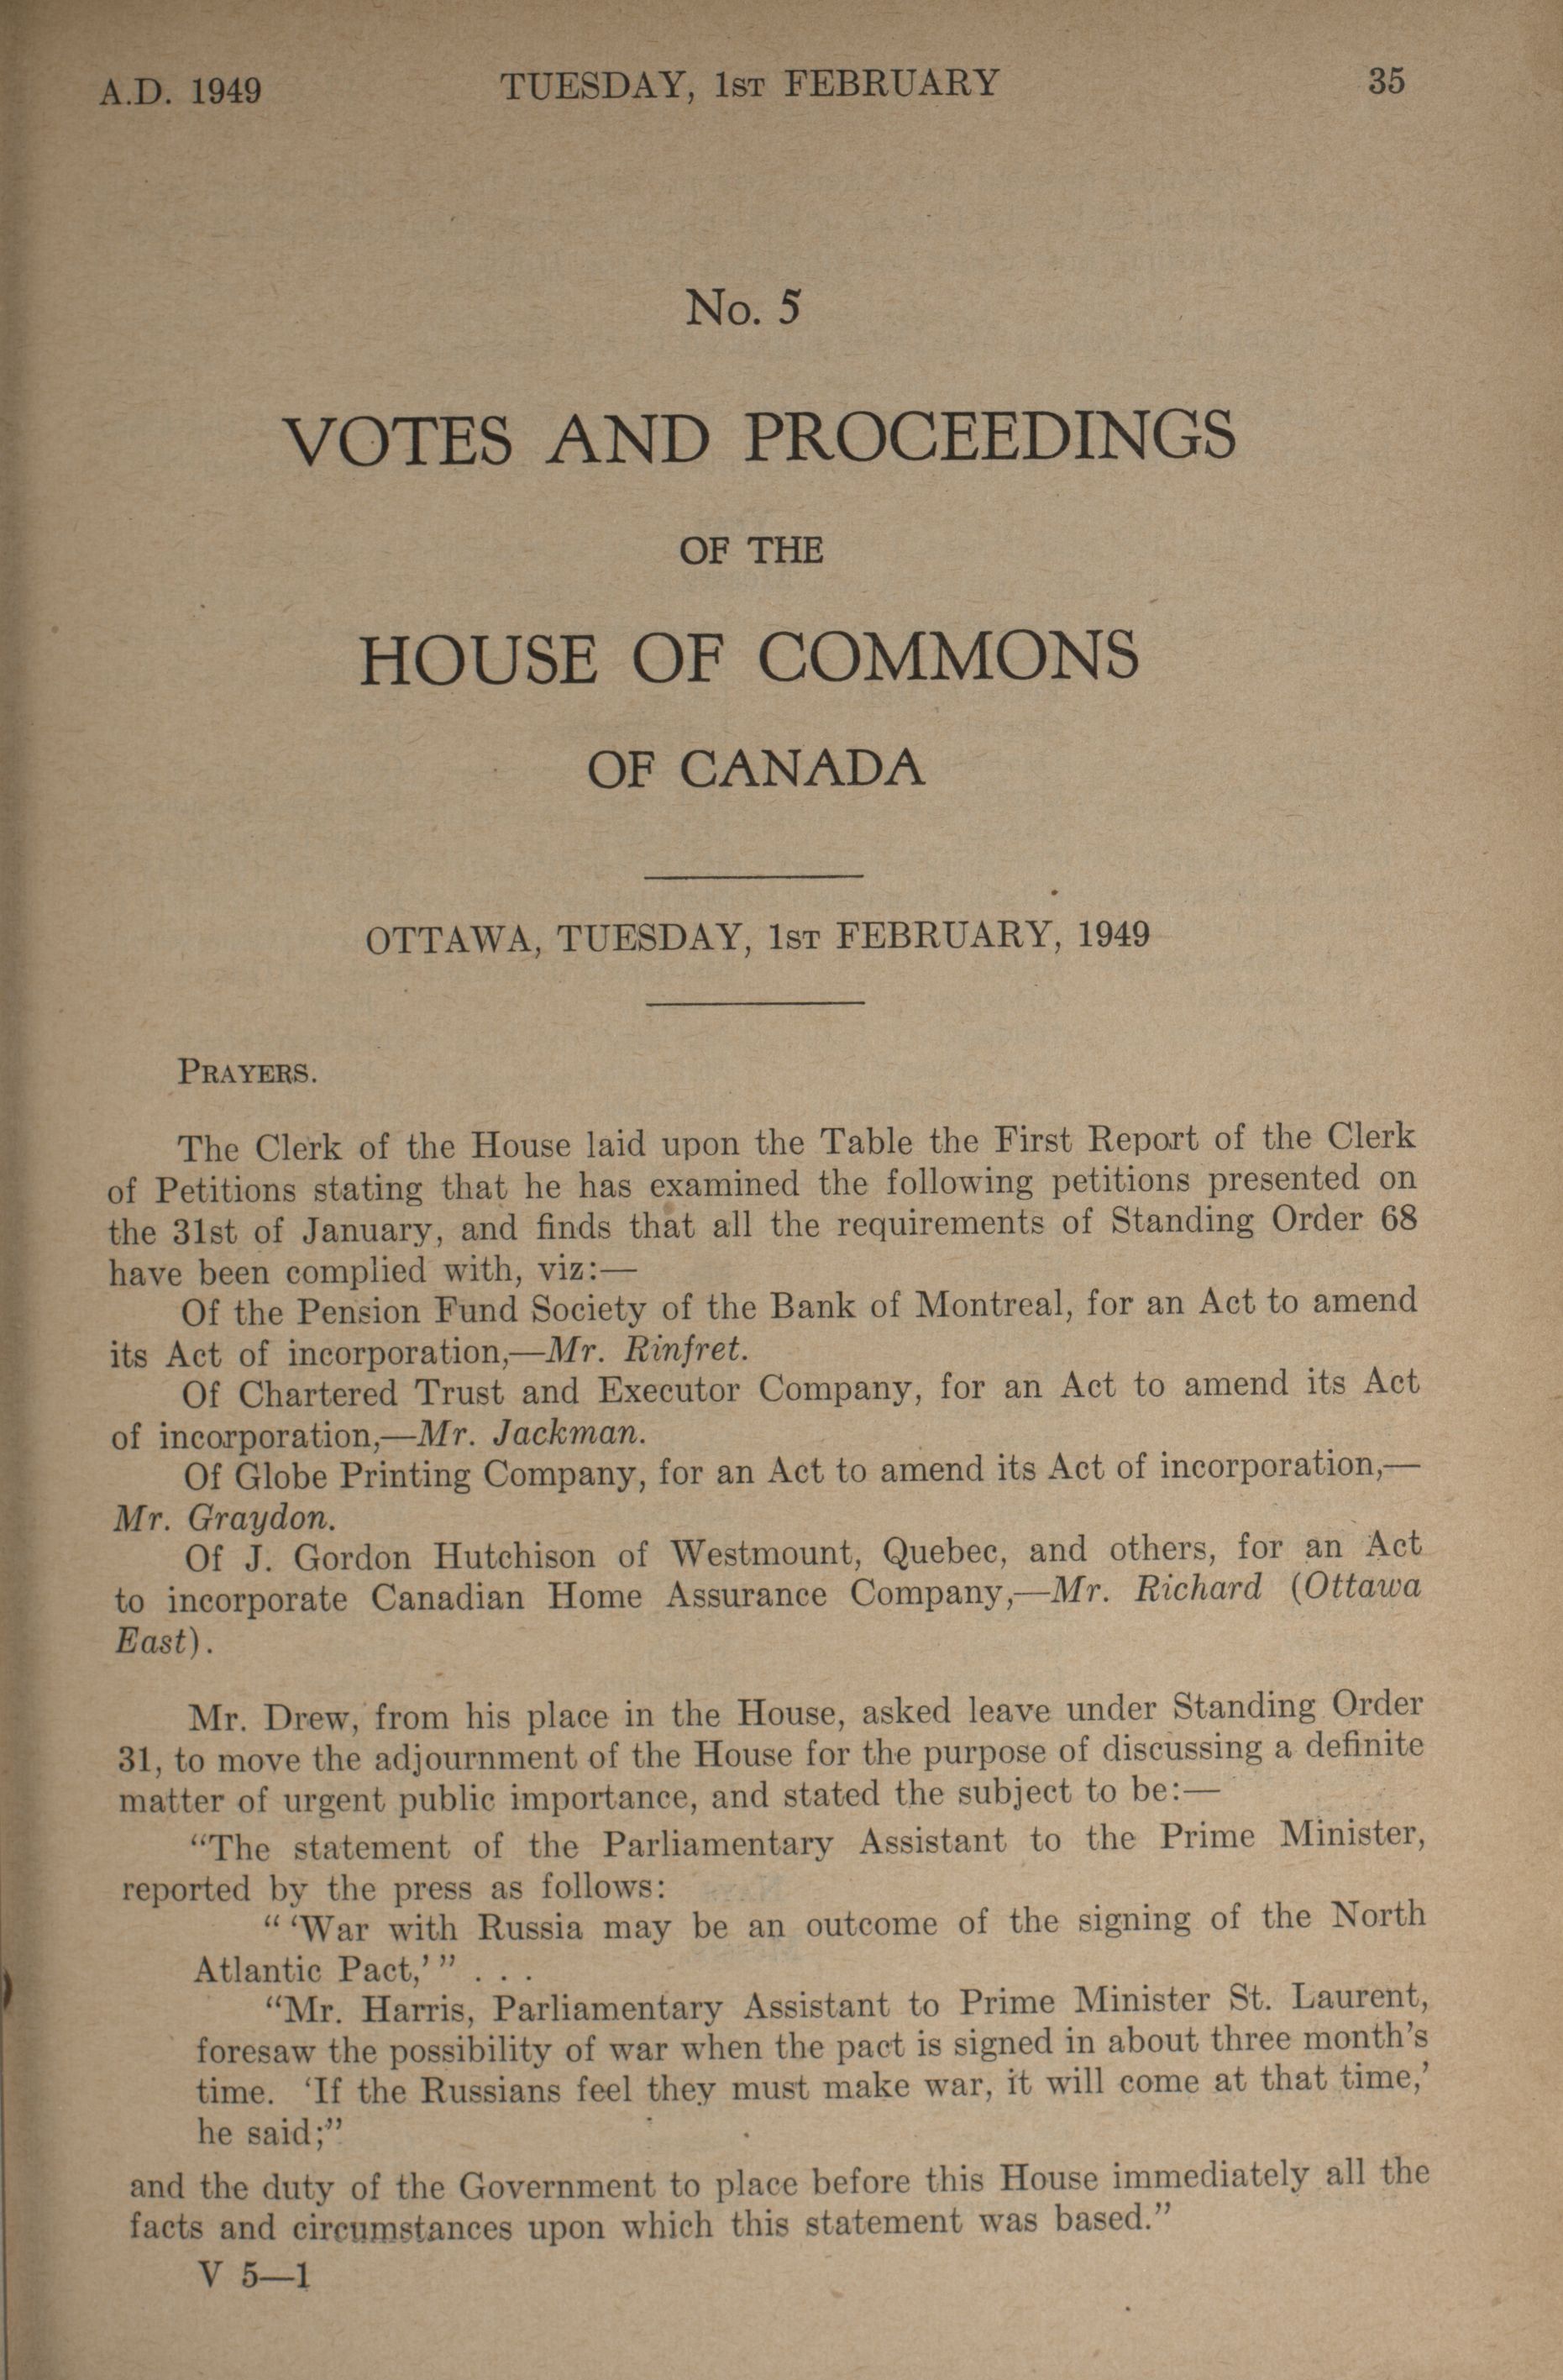 A.D. 1949 TUESDAY, 1ST FEBRUARY 35
No. 5
VOTES AND PROCEEDINGS
OF THE
HOUSE OF COMMONS
OF CANADA
OTTAWA, TUESDAY, 1ST FEBRUARY, 1949
PRAYERS.
The Clerk of the House laid upon the Table the First Report of the Clerk
of Petitions stating that he has examined the following petitions presented on
the 31st of January, and finds that all the requirements of Standing Order 68
have been complied with, viz:—
Of the Pension Fund Society of the Bank of Montreal, for an Act to amend
its Act of incorporation,—Mr. Rinfret.
Of Chartered Trust and Executor Company, for an Act to amend its Act
of incorporation,—Mr. Jackman.
Of Globe Printing Company, for an Act to amend its Act of incorporation,—
Mr. Graydon.
Of J. Gordon Hutchison of Westmount, Quebec, and others, for an Act
to incorporate Canadian Home Assurance Company,—Mr. Richard (Ottawa
East).
Mr. Drew, from his place in the House, asked leave under Standing Order
31, to move the adjournment of the House for the purpose of discussing a definite
matter of urgent public importance, and stated the subject to be:—
“The statement of the Parliamentary Assistant to the Prime Minister,
reported by the press as follows:
“ ‘War with Russia may be an outcome of the signing of the North
Atlantic Pact,’ ” . . .
“Mr. Harris, Parliamentary Assistant to Prime Minister St. Laurent,
foresaw the possibility of war when the pact is signed in about three month’s
time. ‘If the Russians feel they must make war, it will come at that time,’
he said;”
and the duty of the Government to place before this House immediately all the
facts and circumstances upon which this statement was based.”
V 5—1